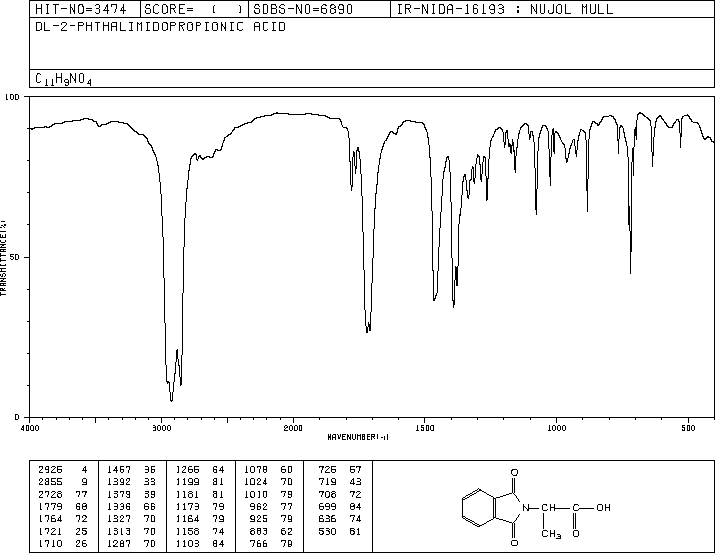 HIT-NO=3474 SCORE= ( ) SDBS-NO=6890 IR-NIDA-16193 : NUJOL MULL
DL-2-PHTHALIMIDOPROPIONIC ACID
C11H9NO4
100
50
0
TRANSMITTANCE(%)
4000 3000 2000 1500 1000 500
WAVENUMBER(-1)
2925 4 1467 35 1266 64 1078 60 726 57
2855 9 1392 33 1199 81 1024 70 719 43
2728 77 1379 39 1181 81 1010 79 708 72
1779 68 1336 66 1173 79 962 77 699 84
1764 72 1327 70 1164 79 925 79 636 74
1721 25 1313 70 1158 74 883 62 530 81
1710 26 1287 70 1103 84 766 79
O
N CH C OH
CH3 O
O